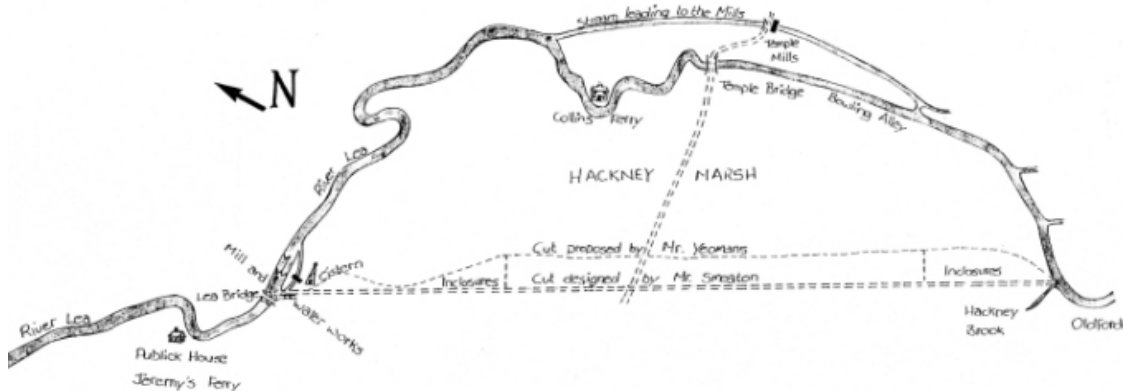 Stream leading to the Mills
Temple
Mills
N
Temple Bridge
Collins Ferry
Bowling Alley
River Lea
HACKNEY MARSH
Cut proposed by Mr. Yeomans
Mill and
Cistern
Inclosures
Cut designed by Mr Smeaton
Inclosures
Lea Bridge
Water works
River Lea
Hackney
Brook
Oldford
Publick House
Jeremy's Ferry